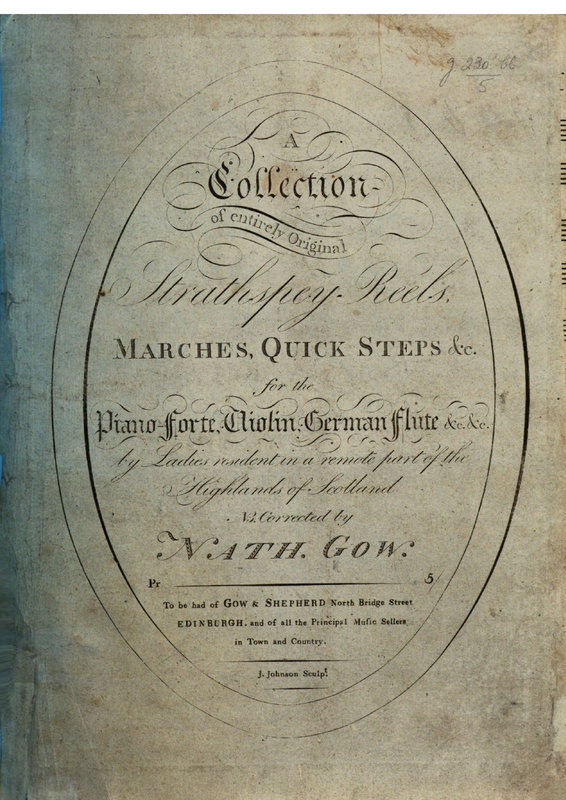 g 230 bb
5
A
Collection
of entirely Original
Strathspey Reels,
MARCHES, QUICK STEPS &c.
for the
Piano-Forte, Violin, German Flute &c. &c.
by Ladies resident in a remote part of the
Highlands of Scotland
NB. Corrected by
NATH. GOW.
Pr 5/
To be had of GOW & SHEPHERD North Bridge Street
EDINBURGH. and of all the Principal Mufic Sellers
in Town and Country.
J. Johnson Sculpt.